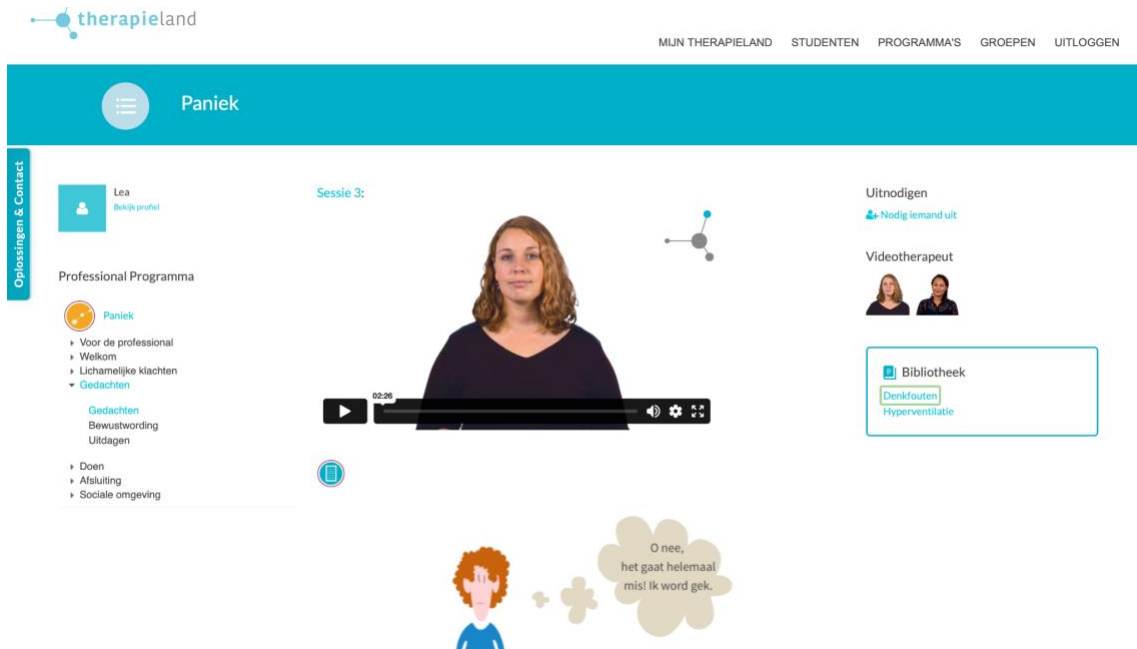 therapieland
MIJN THERAPIELAND STUDENTEN PROGRAMMA'S GROEPEN UITLOGGEN
Paniek
Oplossingen & Contact
Lea
Bekijk profiel
Professional Programma
Paniek
Voor de professional
Welkom
Lichamelijke klachten
Gedachten
Gedachten
Bewustwording
Uitdagen
Doen
Afsluiting
Sociale omgeving
Sessie 3:
02:26
O nee,
het gaat helemaal
mis! Ik word gek.
Uitnodigen
Nodig iemand uit
Videotherapeut
Bibliotheek
Denkfouten
Hyperventilatie